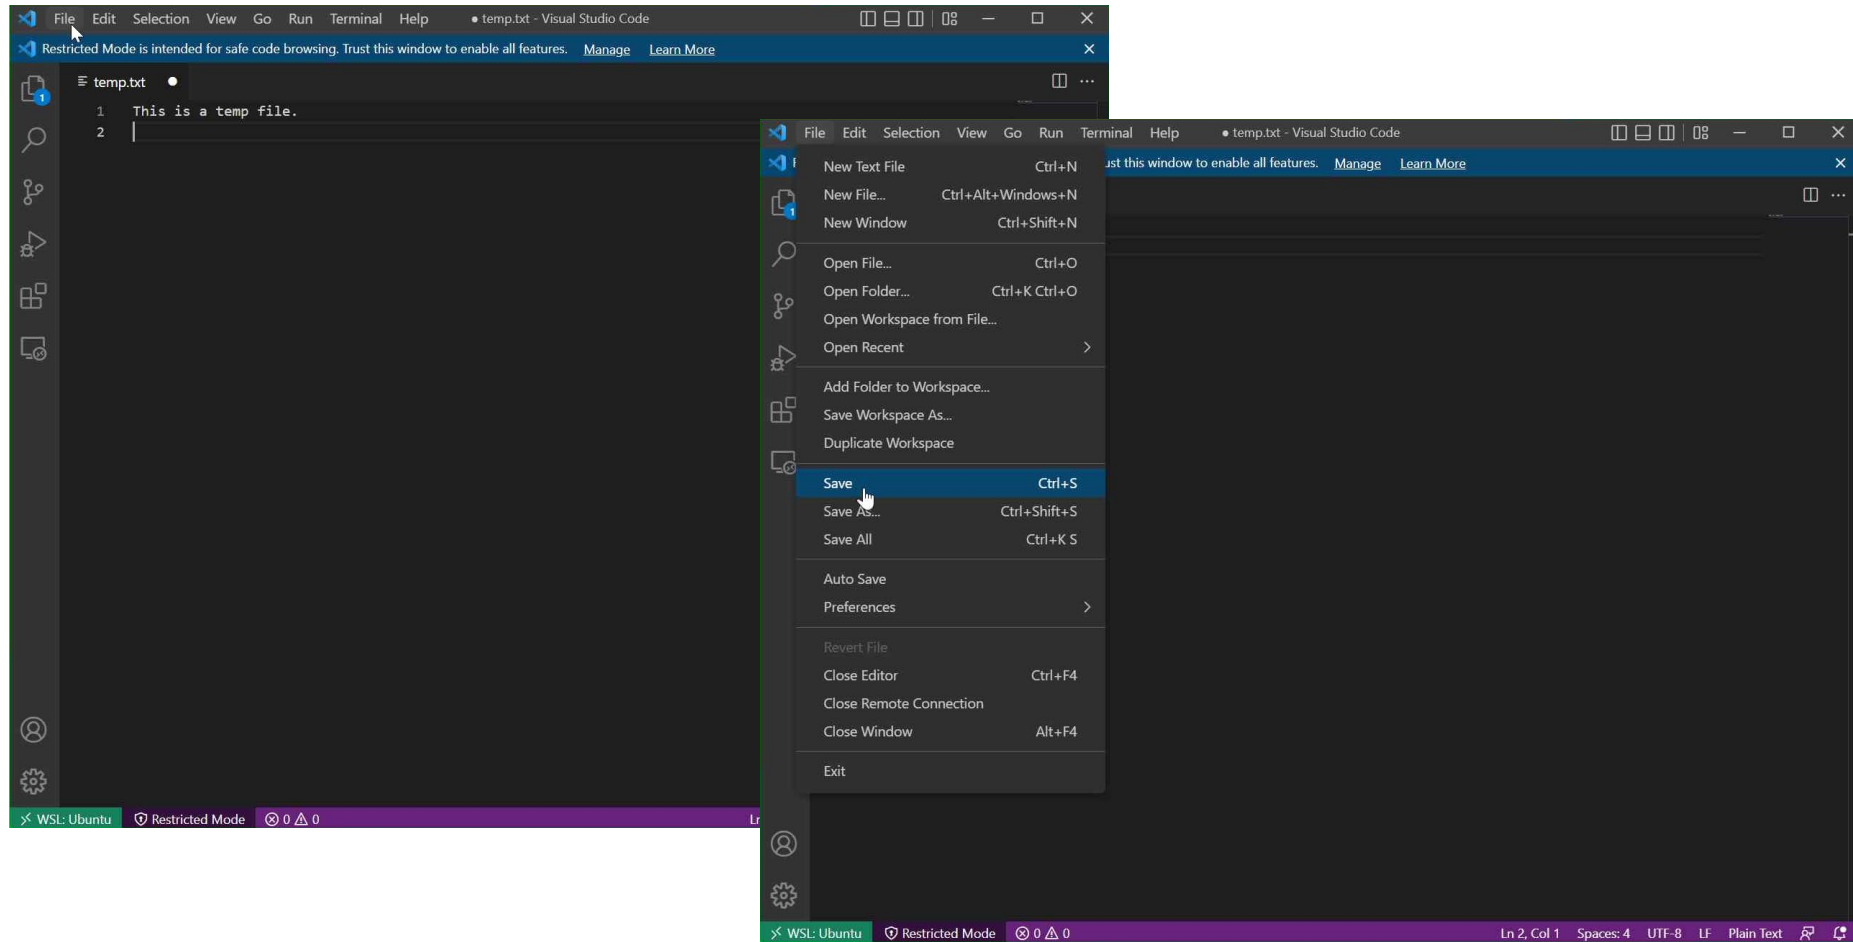 File Edit Selection View Go Run Terminal Help ● temp.txt - Visual Studio Code
Restricted Mode is intended for safe code browsing. Trust this window to enable all features. Manage Learn More
1
temp.txt ●
1 This is a temp file.
2
WSL: Ubuntu Restricted Mode 0 0
File Edit Selection View Go Run Terminal Help ● temp.txt - Visual Studio Code
this window to enable all features. Manage Learn More
1
New Text File Ctrl+N
New File... Ctrl+Alt+Windows+N
New Window Ctrl+Shift+N
Open File... Ctrl+O
Open Folder... Ctrl+K Ctrl+O
Open Workspace from File...
Open Recent
Add Folder to Workspace...
Save Workspace As...
Duplicate Workspace
Save Ctrl+S
Save As... Ctrl+Shift+S
Save All Ctrl+K S
Auto Save
Preferences
Revert File
Close Editor Ctrl+F4
Close Remote Connection
Close Window Alt+F4
Exit
WSL: Ubuntu Restricted Mode 0 0 Ln 2, Col 1 Spaces: 4 UTF-8 LF Plain Text